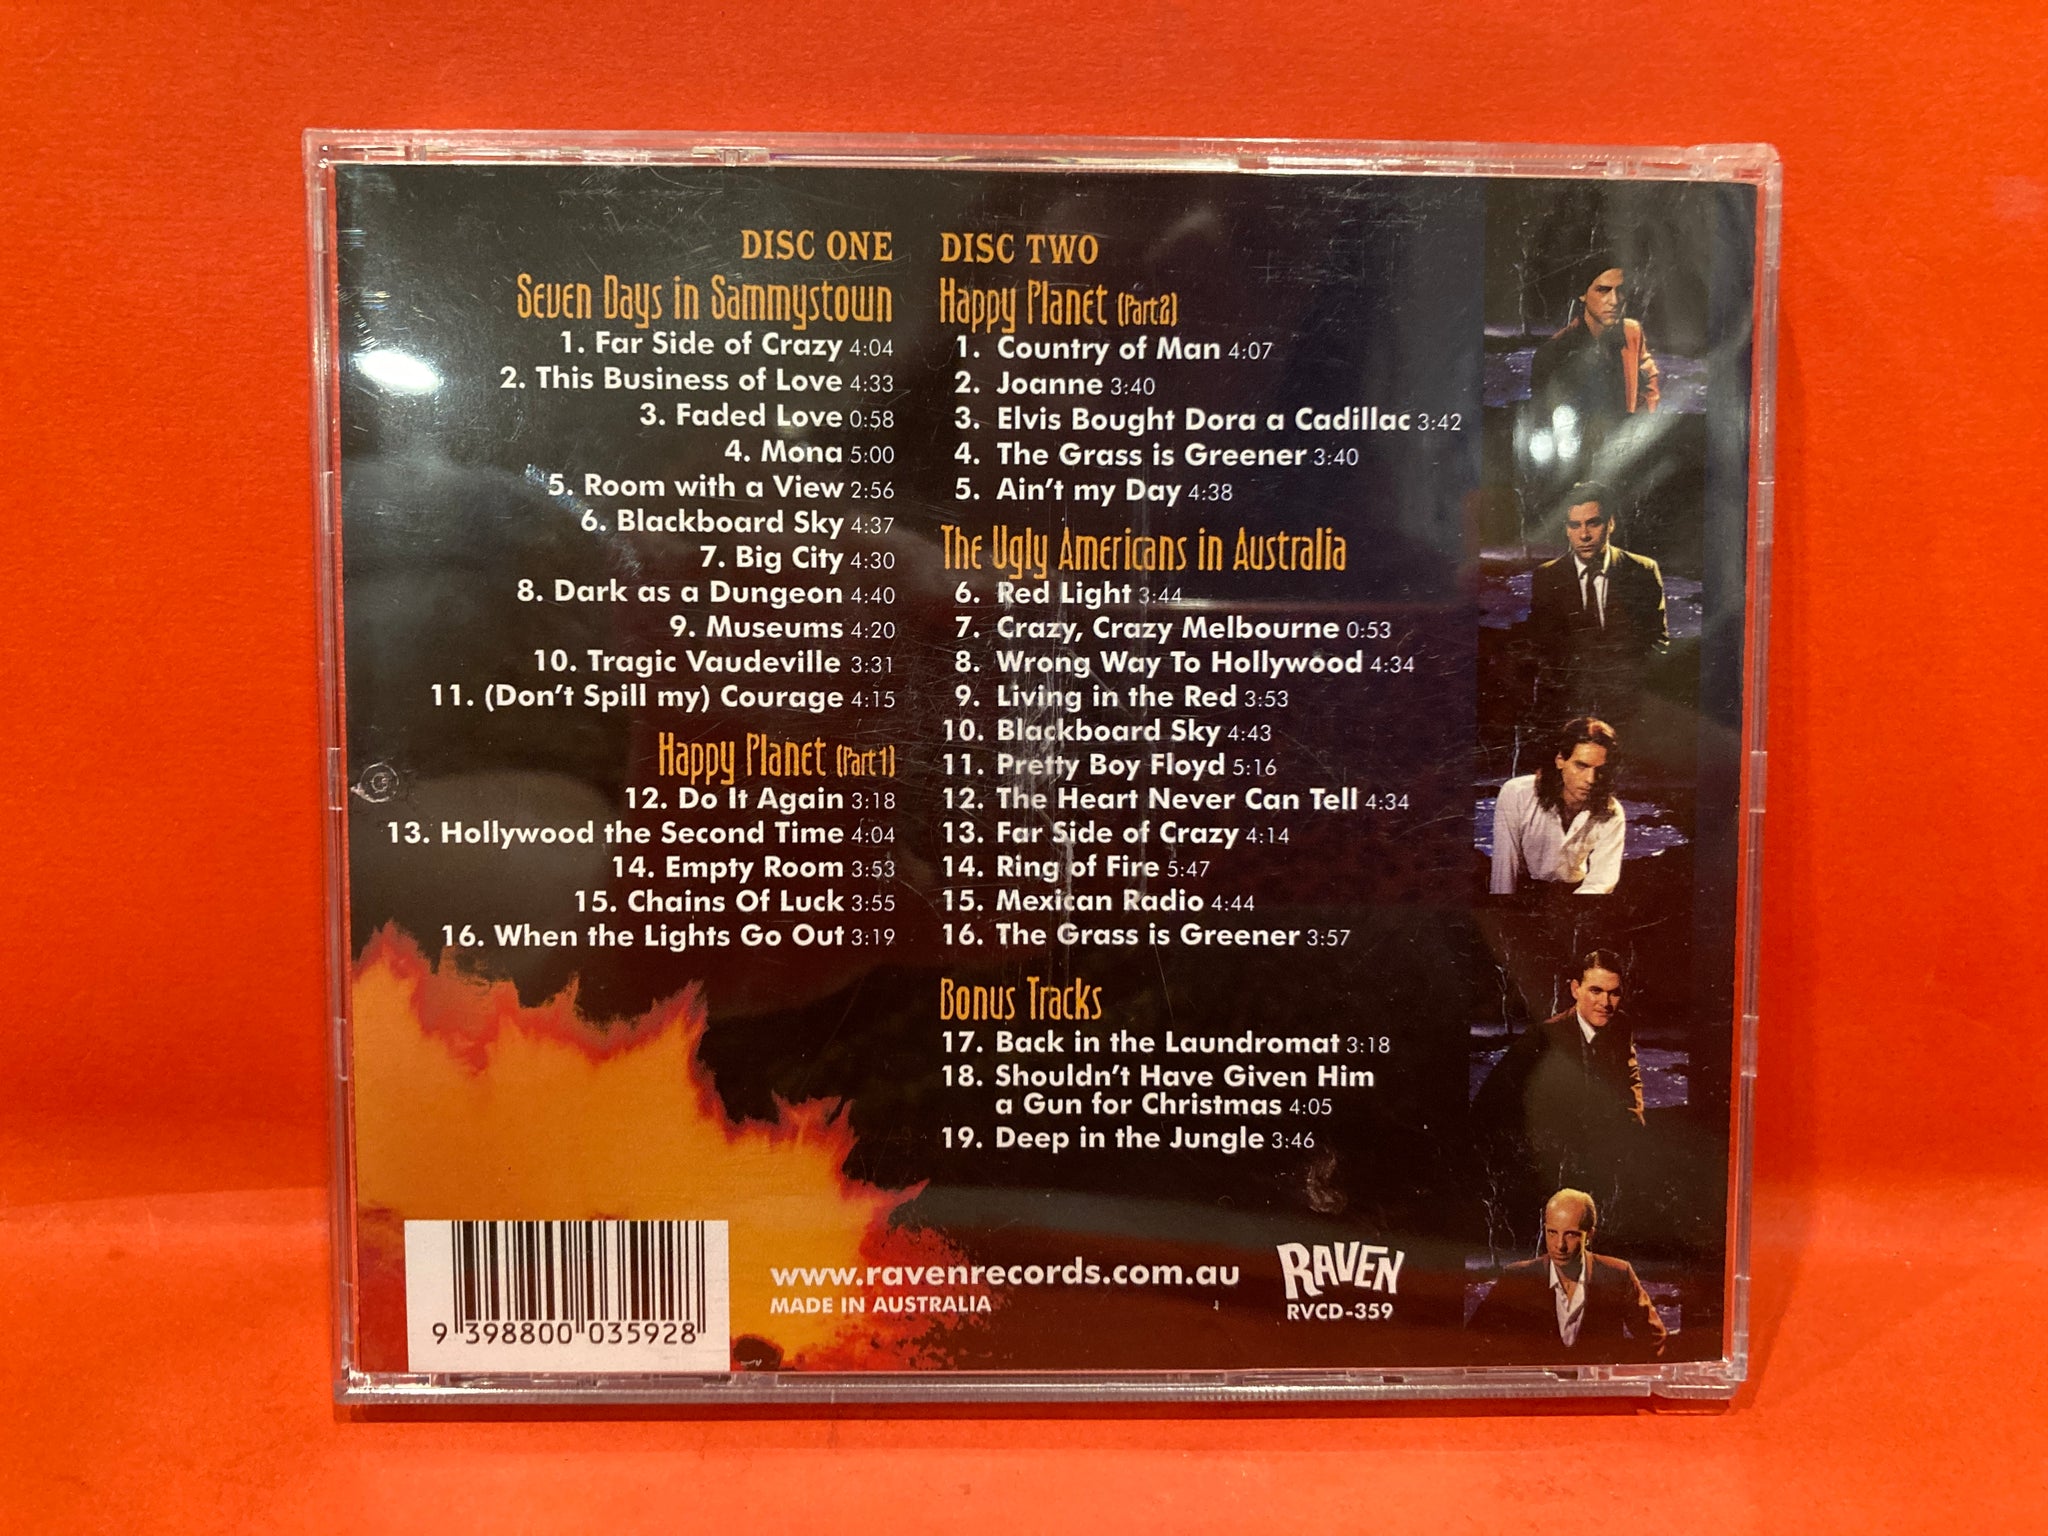 DISC ONE
Seven Days in Sammystown
1. Far Side of Crazy 4:04
2. This Business of Love 4:33
3. Faded Love 0:58
4. Mona 5:00
5. Room with a View 2:56
6. Blackboard Sky 4:37
7. Big City 4:30
8. Dark as a Dungeon 4:40
9. Museums 4:20
10. Tragic Vaudeville 3:31
11. (Don't Spill my) Courage 4:15
Happy Planet (Part 1)
12. Do It Again 3:18
13. Hollywood the Second Time 4:04
14. Empty Room 3:53
15. Chains Of Luck 3:55
16. When the Lights Go Out 3:19
DISC TWO
Happy Planet (Part 2)
1. Country of Man 4:07
2. Joanne 3:40
3. Elvis Bought Dora a Cadillac 3:42
4. The Grass is Greener 3:40
5. Ain't my Day 4:38
The Ugly Americans in Australia
6. Red Light 3:44
7. Crazy, Crazy Melbourne 0:53
8. Wrong Way To Hollywood 4:34
9. Living in the Red 3:53
10. Blackboard Sky 4:43
11. Pretty Boy Floyd 5:16
12. The Heart Never Can Tell 4:34
13. Far Side of Crazy 4:14
14. Ring of Fire 5:47
15. Mexican Radio 4:44
16. The Grass is Greener 3:57
Bonus Tracks
17. Back in the Laundromat 3:18
18. Shouldn't Have Given Him
a Gun for Christmas 4:05
19. Deep in the Jungle 3:46
9 398800 035928
www.ravenrecords.com.au
MADE IN AUSTRALIA
RAVEN
RVCD-359